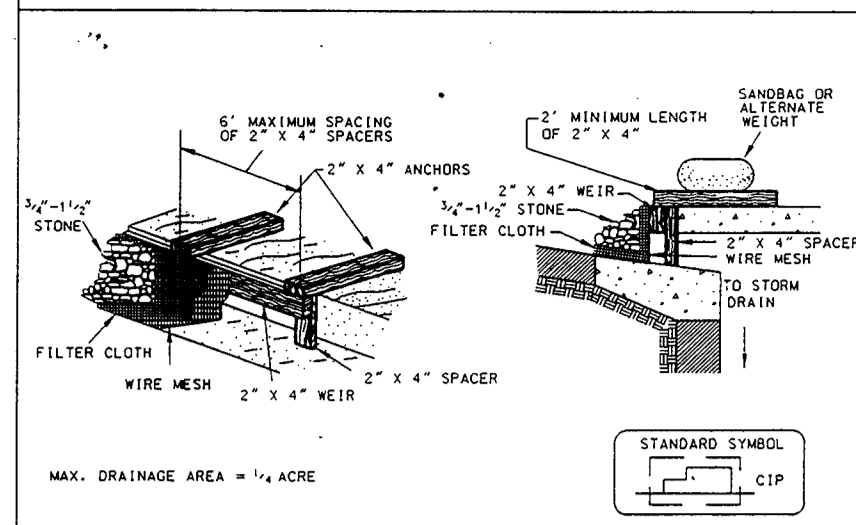 6' MAXIMUM SPACING
OF 2" X 4" SPACERS
2" X 4" ANCHORS
3/4"-1 1/2"
STONE
FILTER CLOTH
WIRE MESH
2" X 4" WEIR
2" X 4" SPACER
MAX. DRAINAGE AREA = 1/4 ACRE
SANDBAG OR
ALTERNATE
WEIGHT
2' MINIMUM LENGTH
OF 2" X 4"
2" X 4" WEIR
3/4"-1 1/2" STONE
FILTER CLOTH
2" X 4" SPACER
WIRE MESH
TO STORM
DRAIN
STANDARD SYMBOL
CIP